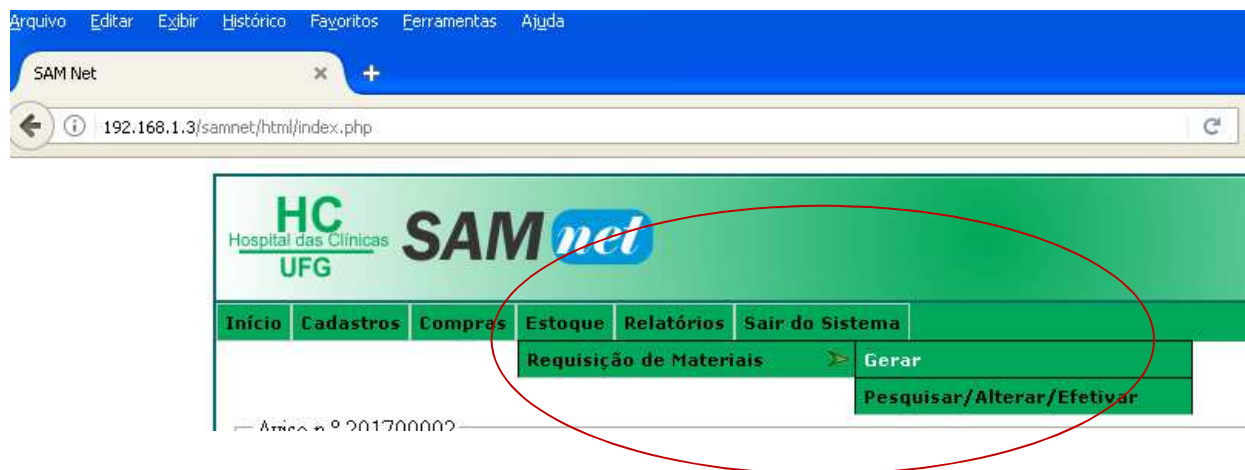 Arquivo Editar Exibir Histórico Favoritos Ferramentas Ajuda
SAM Net
192.168.1.3/samnet/html/index.php
HC
Hospital das Clínicas
UFG
SAM net
Início Cadastros Compras Estoque Relatórios Sair do Sistema
Requisição de Materiais Gerar
Pesquisar/Alterar/Efetivar
Aviso n.º 201700002